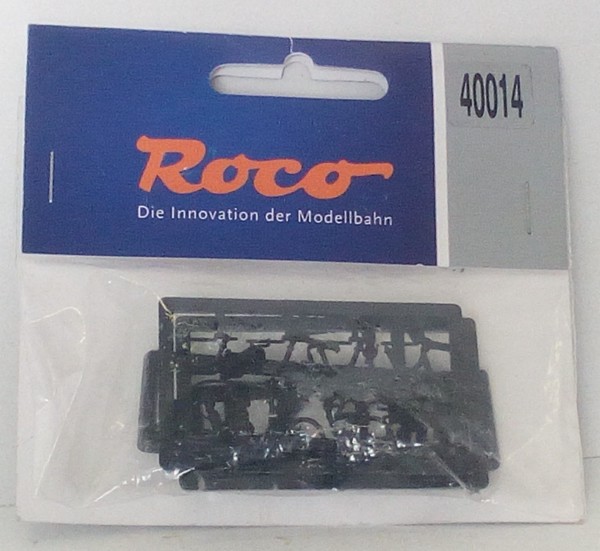 40014
Roco
Die Innovation der Modellbahn